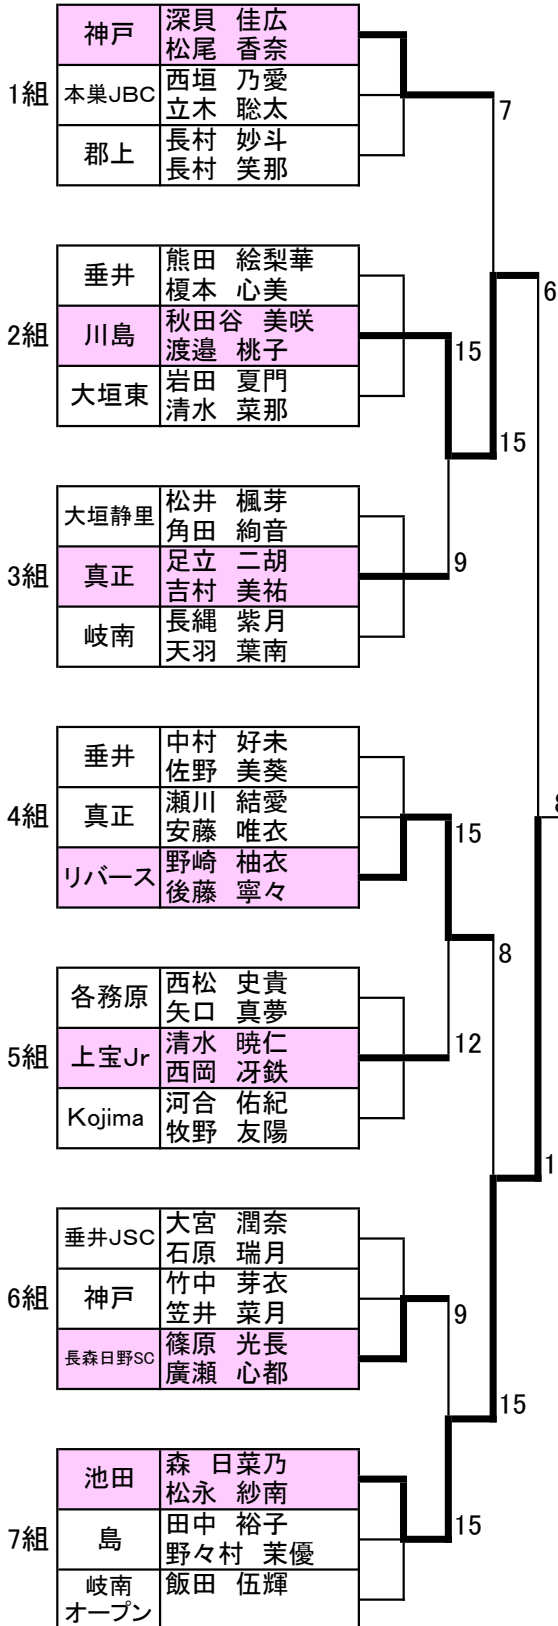 神戸 深貝 佳広
松尾 香奈
1組 本巣JBC 西垣 乃愛
立木 聡太
郡上 長村 妙斗
長村 笑那
7
垂井 熊田 絵梨華
榎本 心美
2組 川島 秋田谷 美咲
渡邉 桃子
大垣東 岩田 夏門
清水 菜那
15
6
15
大垣静里 松井 楓芽
角田 絢音
3組 真正 足立 二胡
吉村 美祐
岐南 長縄 紫月
天羽 葉南
9
垂井 中村 好未
佐野 美葵
4組 真正 瀬川 結愛
安藤 唯衣
リバース 野崎 柚衣
後藤 寧々
15
8
各務原 西松 史貴
矢口 真夢
5組 上宝Jr 清水 暁仁
西岡 冴鉄
Kojima 河合 佑紀
牧野 友陽
12
1
垂井JSC 大宮 潤奈
石原 瑞月
6組 神戸 竹中 芽衣
笠井 菜月
長森日野SC 篠原 光長
廣瀬 心都
9
15
池田 森 日菜乃
松永 紗南
7組 島 田中 裕子
野々村 茉優
岐南 飯田 伍輝
オープン
15